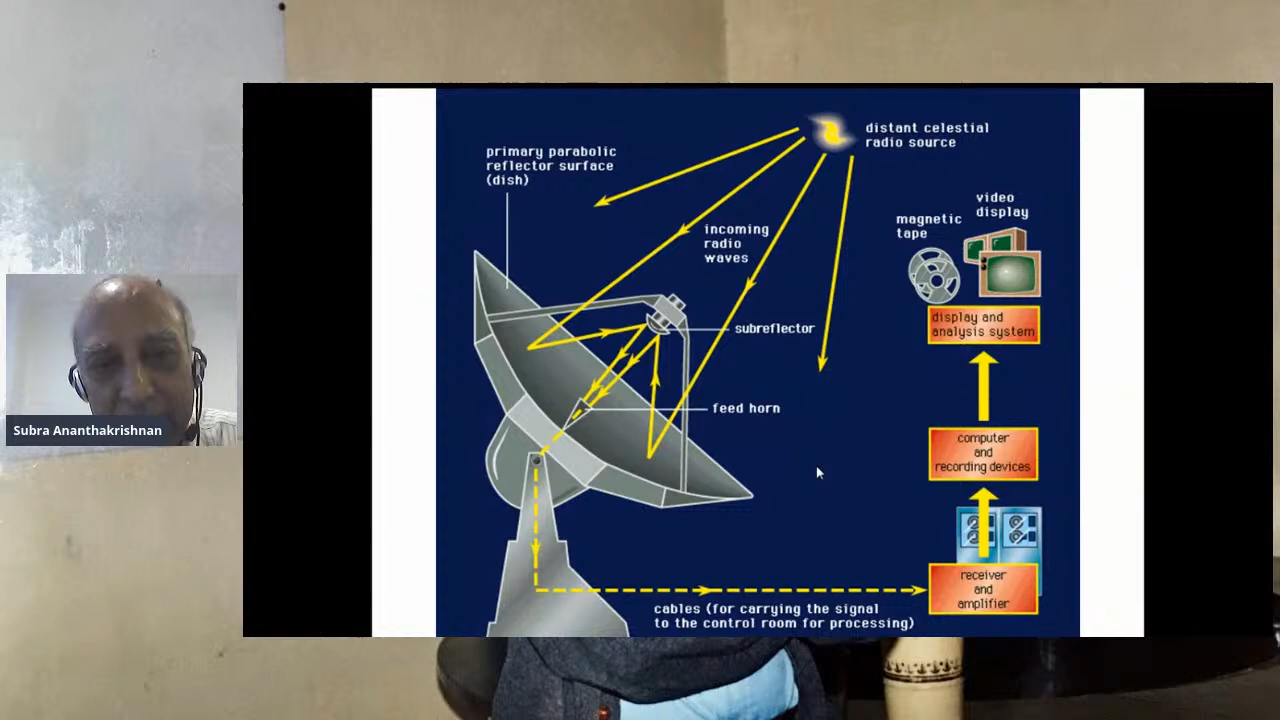 distant celestial
radio source
primary parabolic
reflector surface
(dish)
video
display
magnetic
tape
incoming
radio
waves
display and
analysis system
subreflector
feed horn
Subra Ananthakrishnan
computer
and
recording devices
receiver
and
amplifier
cables (for carrying the signal
to the control room for processing)